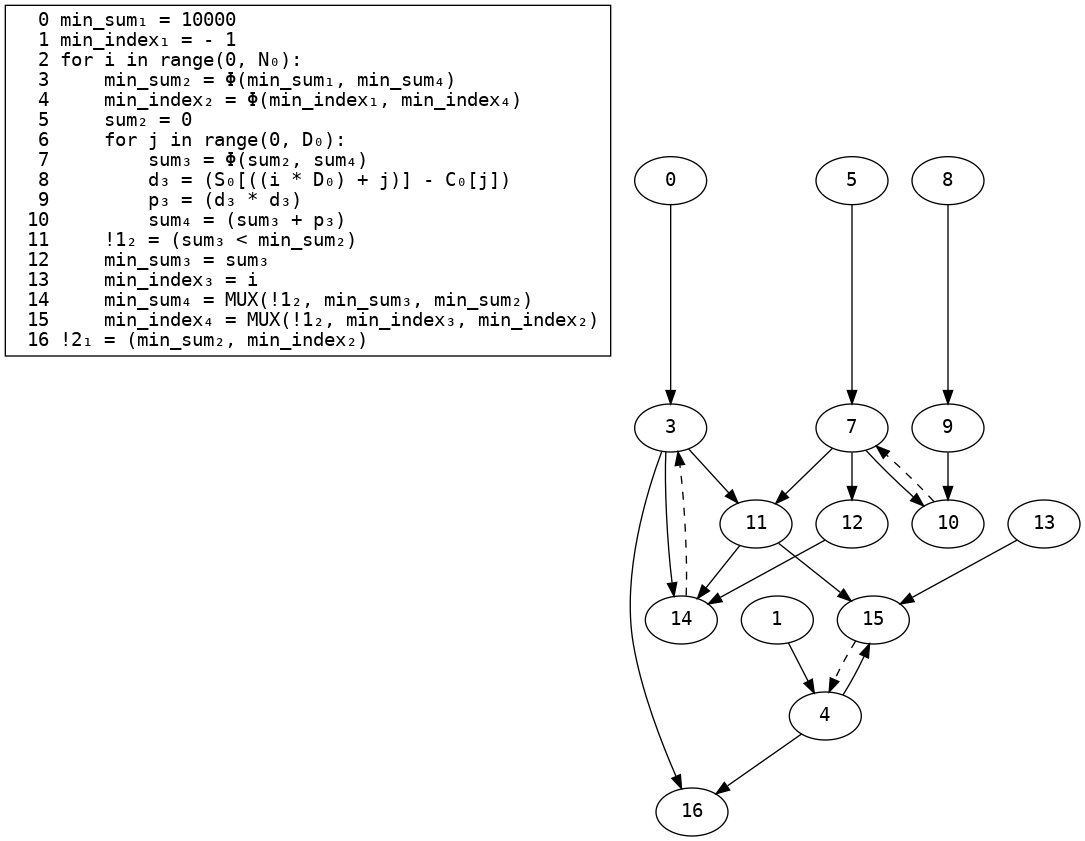 0 min_sum₁ = 10000
1 min_index₁ = - 1
2 for i in range(0, N₀):
3     min_sum₂ = Φ(min_sum₁, min_sum₄)
4     min_index₂ = Φ(min_index₁, min_index₄)
5     sum₂ = 0
6     for j in range(0, D₀):
7         sum₃ = Φ(sum₂, sum₄)
8         d₃ = (S₀[((i * D₀) + j)] - C₀[j])
9         p₃ = (d₃ * d₃)
10         sum₄ = (sum₃ + p₃)
11     !1₂ = (sum₃ < min_sum₂)
12     min_sum₃ = sum₃
13     min_index₃ = i
14     min_sum₄ = MUX(!1₂, min_sum₃, min_sum₂)
15     min_index₄ = MUX(!1₂, min_index₃, min_index₂)
16 !2₁ = (min_sum₂, min_index₂)
0 5 8
3 7 9
11 12 10 13
14 1 15
4
16